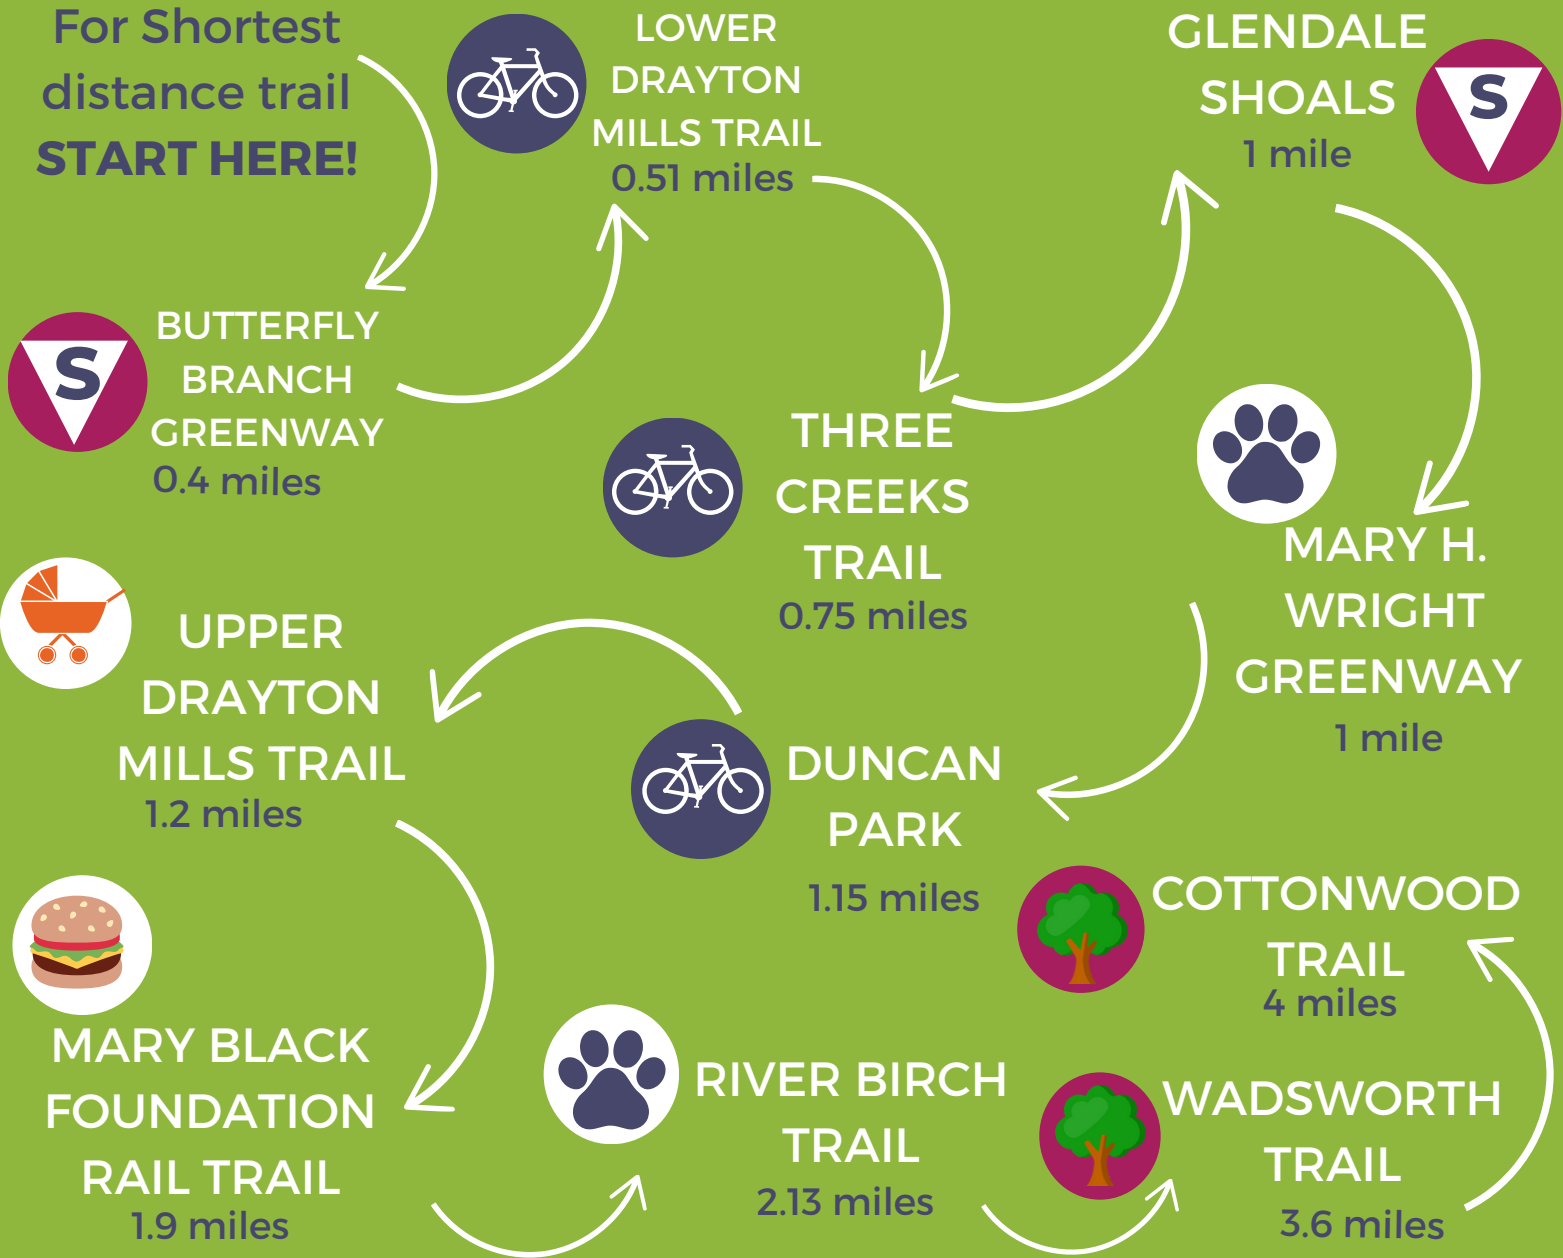 For Shortest
distance trail
START HERE!
S
BUTTERFLY
BRANCH
GREENWAY
0.4 miles
LOWER
DRAYTON
MILLS TRAIL
0.51 miles
THREE
CREEKS
TRAIL
0.75 miles
GLENDALE
SHOALS
1 mile
S
MARY H.
WRIGHT
GREENWAY
1 mile
DUNCAN
PARK
1.15 miles
UPPER
DRAYTON
MILLS TRAIL
1.2 miles
MARY BLACK
FOUNDATION
RAIL TRAIL
1.9 miles
RIVER BIRCH
TRAIL
2.13 miles
WADSWORTH
TRAIL
3.6 miles
COTTONWOOD
TRAIL
4 miles